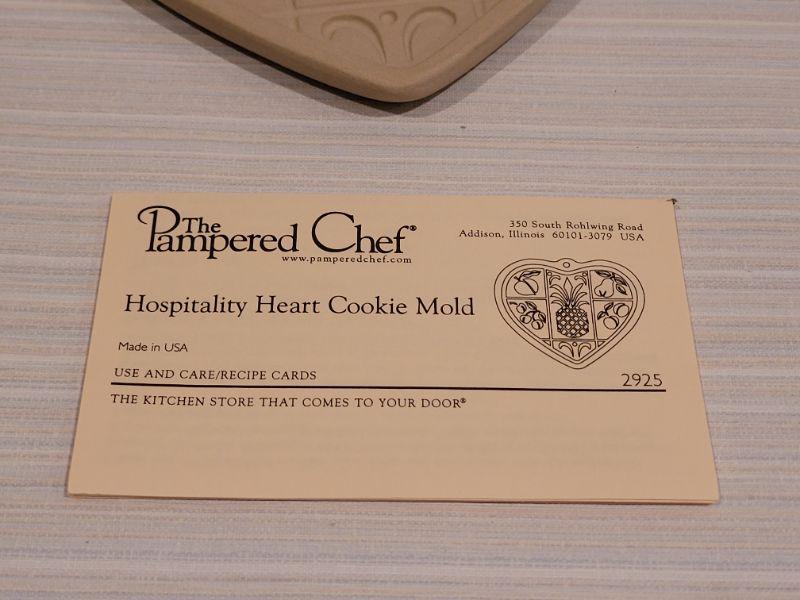 The
Pampered Chef®
www.pamperedchef.com
350 South Rohlwing Road
Addison, Illinois 60101-3079 USA
Hospitality Heart Cookie Mold
Made in USA
USE AND CARE/RECIPE CARDS
2925
THE KITCHEN STORE THAT COMES TO YOUR DOOR®